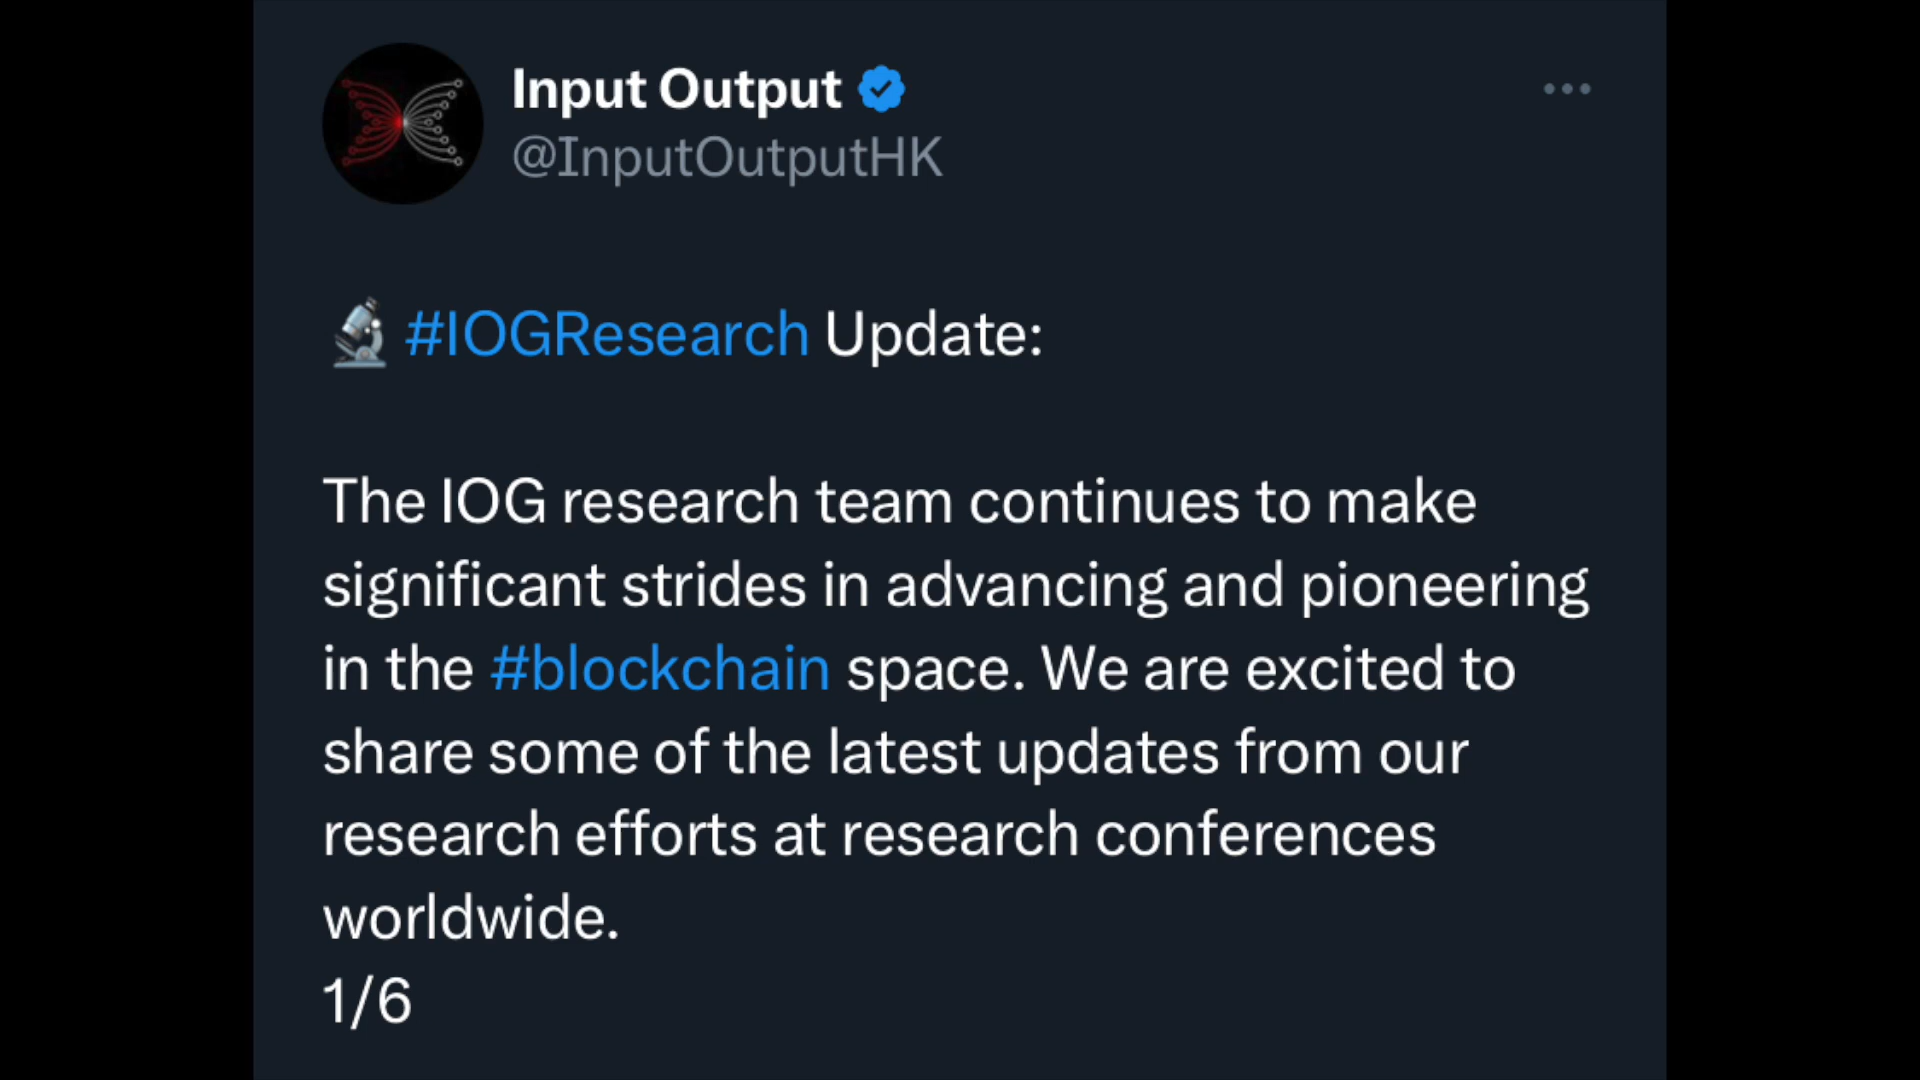 Input Output
@InputOutputHK
🔬 #IOGResearch Update:
The IOG research team continues to make
significant strides in advancing and pioneering
in the #blockchain space. We are excited to
share some of the latest updates from our
research efforts at research conferences
worldwide.
1/6